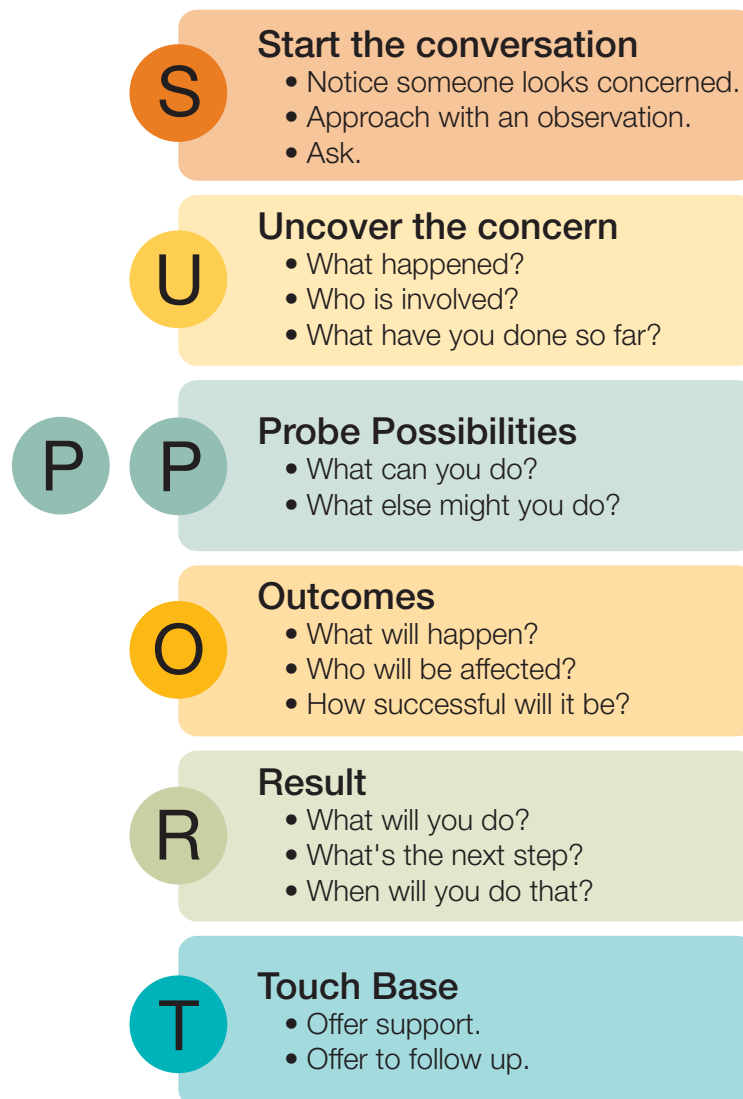 S
Start the conversation
• Notice someone looks concerned.
• Approach with an observation.
• Ask.
U
Uncover the concern
• What happened?
• Who is involved?
• What have you done so far?
P P
Probe Possibilities
• What can you do?
• What else might you do?
O
Outcomes
• What will happen?
• Who will be affected?
• How successful will it be?
R
Result
• What will you do?
• What's the next step?
• When will you do that?
T
Touch Base
• Offer support.
• Offer to follow up.